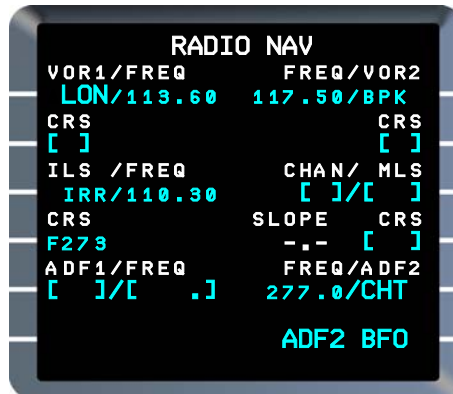 RADIO NAV
VOR1/FREQ FREQ/VOR2
LON/113.60 117.50/BPK
CRS CRS
[ ] [ ]
ILS /FREQ CHAN/ MLS
IRR/110.30 [ ]/[ ]
CRS SLOPE CRS
F273 -.- [ ]
ADF1/FREQ FREQ/ADF2
[ ]/[ .] 277.0/CHT
ADF2 BFO